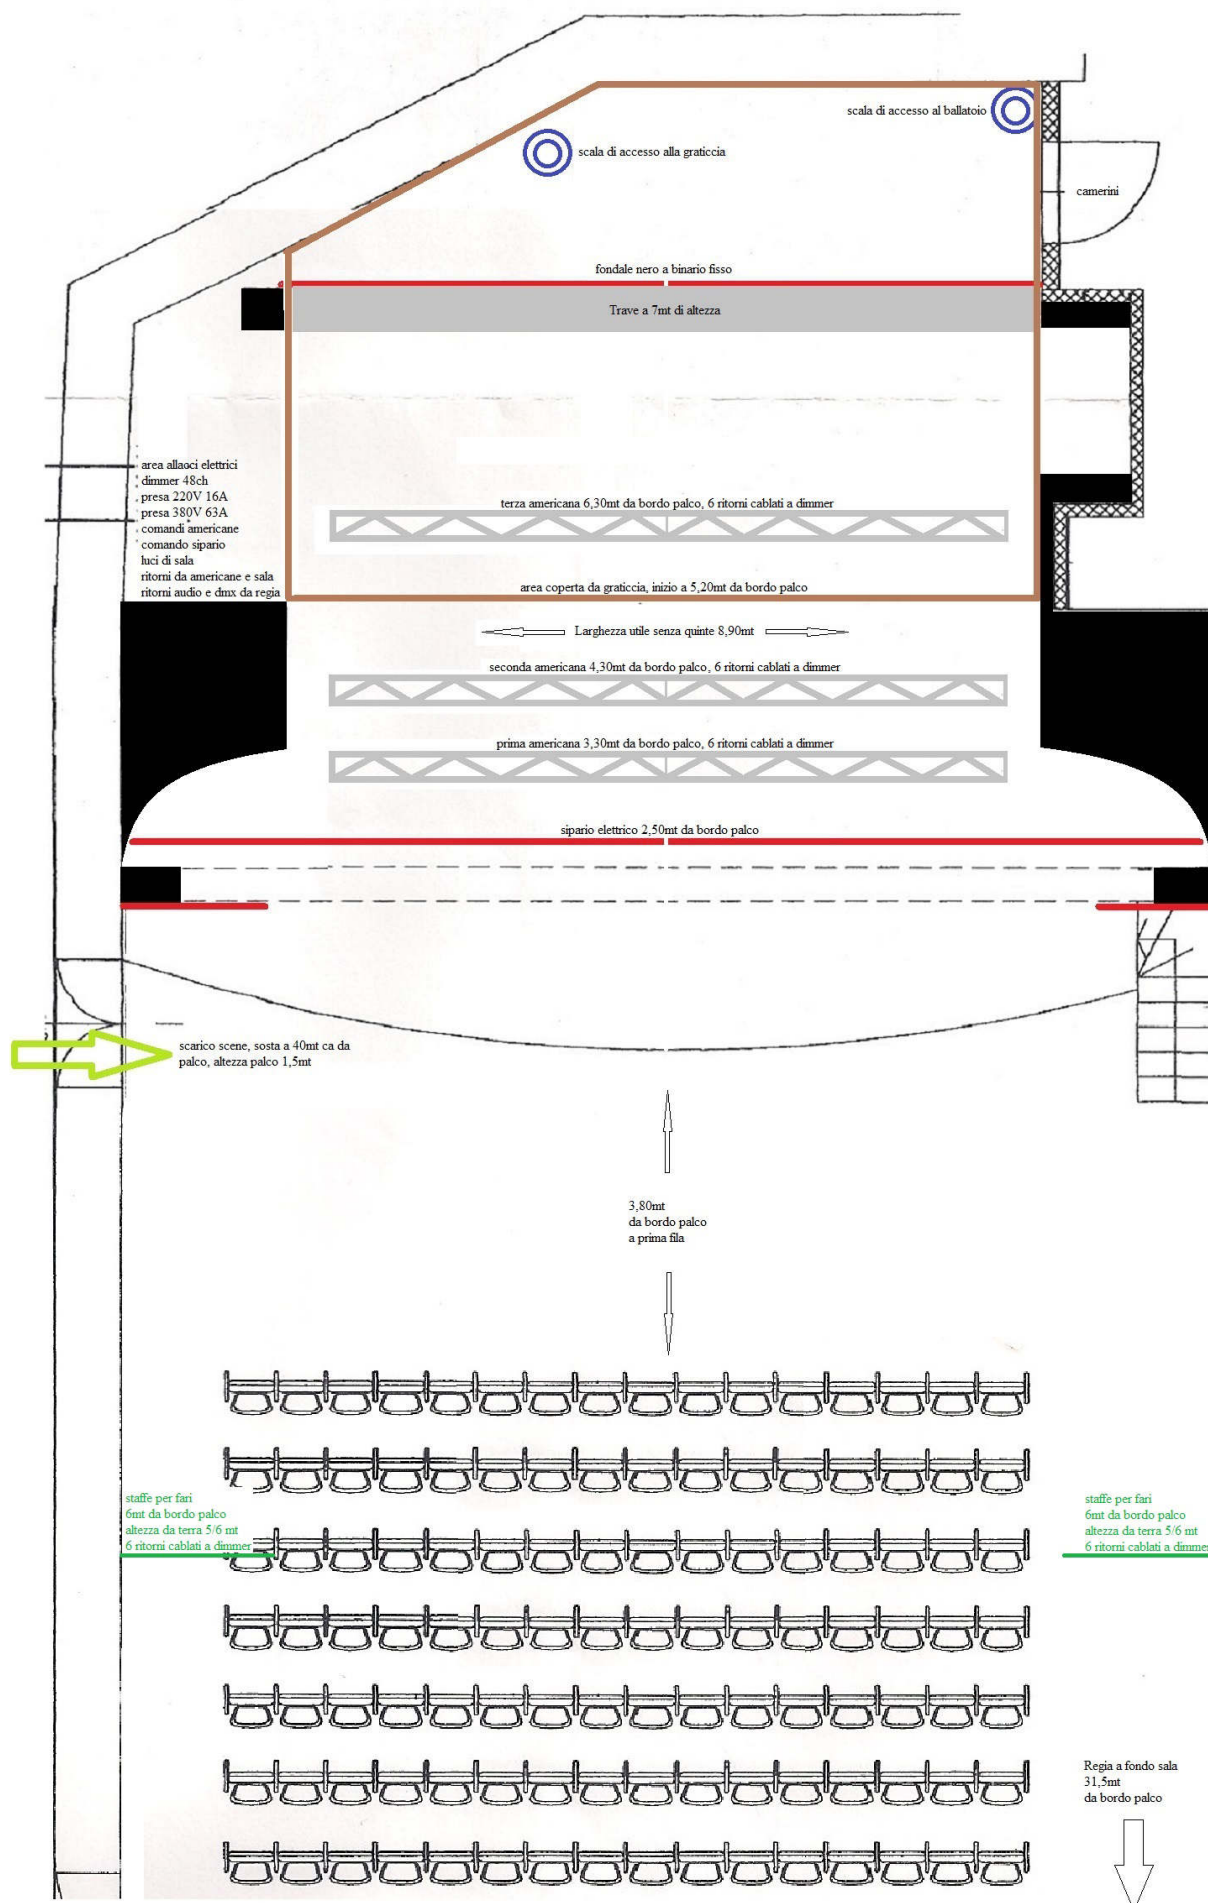 scala di accesso al ballatoio
scala di accesso alla graticcia
camerini
fondale nero a binario fisso
Trave a 7mt di altezza
area allacci elettrici
dimmer 48ch
presa 220V 16A
presa 380V 63A
comandi americane
comando sipario
luci di sala
ritorni da americane e sala
ritorni audio e dmx da regia
terza americana 6,30mt da bordo palco, 6 ritorni cablati a dimmer
area coperta da graticcia, inizio a 5,20mt da bordo palco
Larghezza utile senza quinte 8,90mt
seconda americana 4,30mt da bordo palco, 6 ritorni cablati a dimmer
prima americana 3,30mt da bordo palco, 6 ritorni cablati a dimmer
sipario elettrico 2,50mt da bordo palco
scarico scene, sosta a 40mt ca da
palco, altezza palco 1,5mt
3,80mt
da bordo palco
a prima fila
staffe per fari
6mt da bordo palco
altezza da terra 5/6 mt
6 ritorni cablati a dimmer
staffe per fari
6mt da bordo palco
altezza da terra 5/6 mt
6 ritorni cablati a dimmer
Regia a fondo sala
31,5mt
da bordo palco